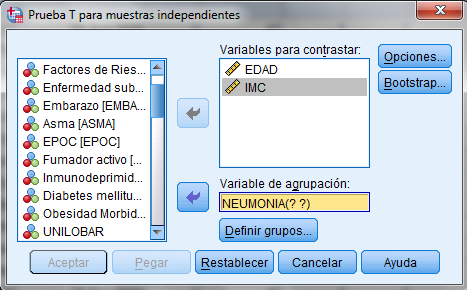 Prueba T para muestras independientes
Factores de Ries...
Enfermedad sub...
Embarazo [EMBA...
Asma [ASMA]
EPOC [EPOC]
Fumador activo [...
Inmunodeprimid...
Diabetes mellitu...
Obesidad Morbid...
UNILOBAR
Variables para contrastar:
EDAD
IMC
Variable de agrupación:
NEUMONIA(? ?)
Definir grupos...
Opciones...
Bootstrap...
Aceptar
Pegar
Restablecer
Cancelar
Ayuda